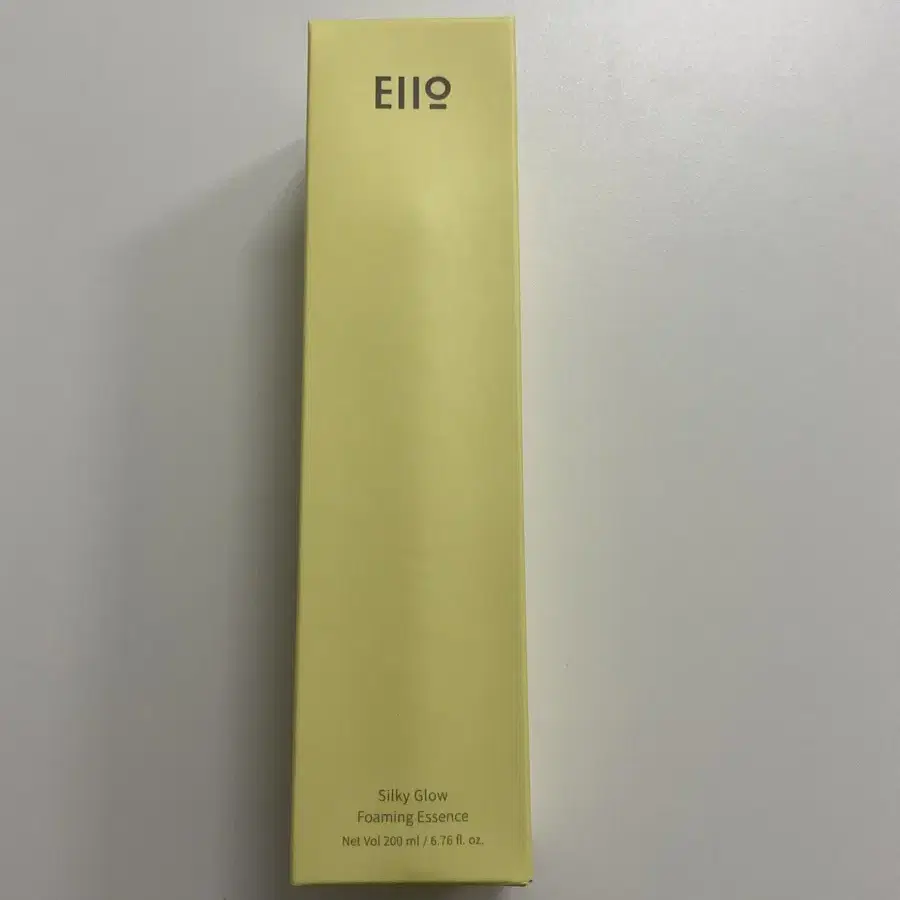 Ello
Silky Glow
Foaming Essence
Net Vol 200 ml / 6.76 fl. oz.